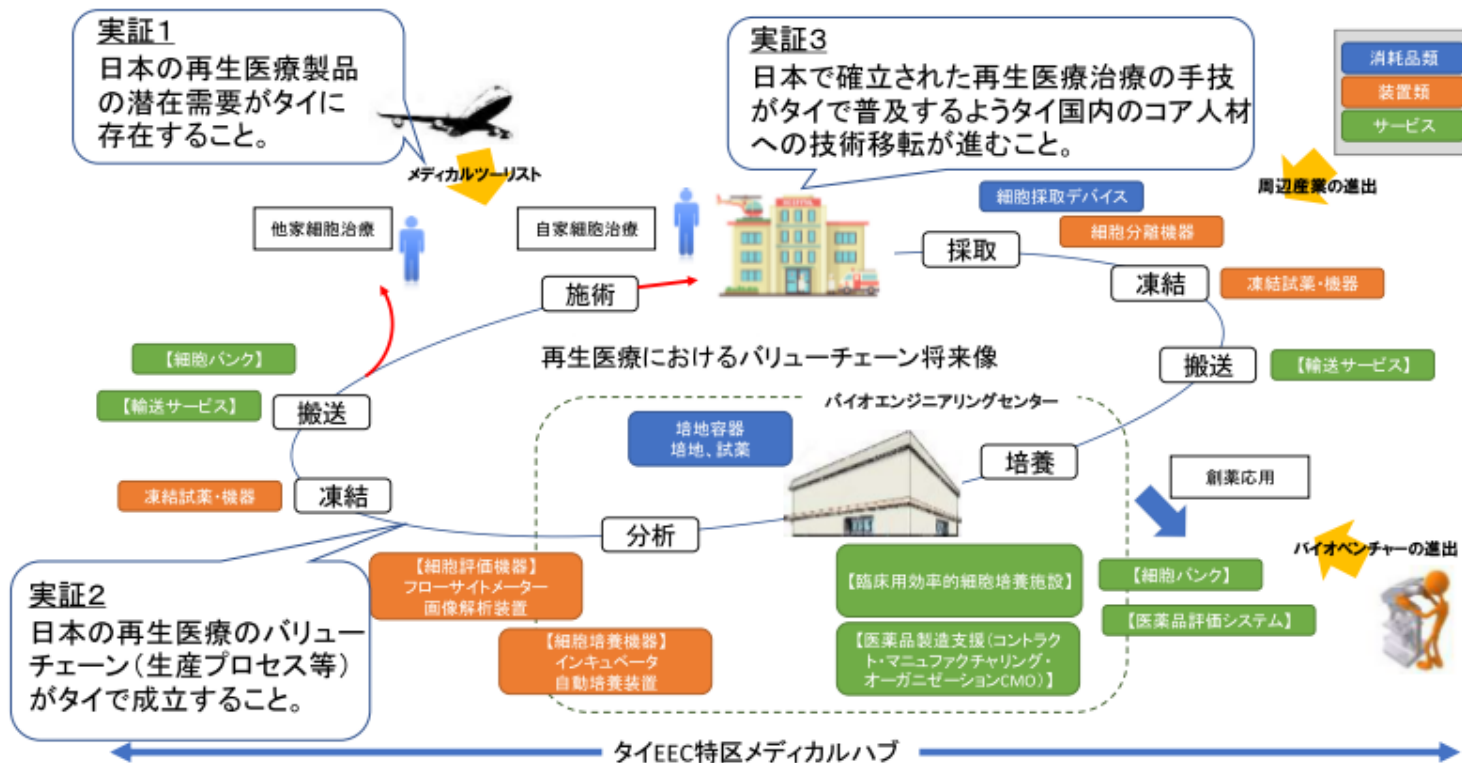 実証1
日本の再生医療製品
の潜在需要がタイに
存在すること。
実証3
日本で確立された再生医療治療の手技
がタイで普及するようタイ国内のコア人材
への技術移転が進むこと。
消耗品類
装置類
サービス
メディカルツーリスト
周辺産業の進出
他家細胞治療
自家細胞治療
細胞採取デバイス
細胞分離機器
採取
凍結
凍結試薬・機器
施術
再生医療におけるバリューチェーン将来像
【細胞バンク】
【輸送サービス】
搬送
搬送
【輸送サービス】
バイオエンジニアリングセンター
培地容器
培地、試薬
培養
創薬応用
凍結試薬・機器
凍結
分析
バイオベンチャーの進出
【細胞評価機器】
フローサイトメーター
画像解析装置
【臨床用効率的細胞培養施設】
【細胞バンク】
【医薬品評価システム】
実証2
日本の再生医療のバリュー
チェーン（生産プロセス等）
がタイで成立すること。
【細胞培養機器】
インキュベータ
自動培養装置
【医薬品製造支援（コントラク
ト・マニュファクチャリング・
オーガニゼーションCMO）】
タイEEC特区メディカルハブ